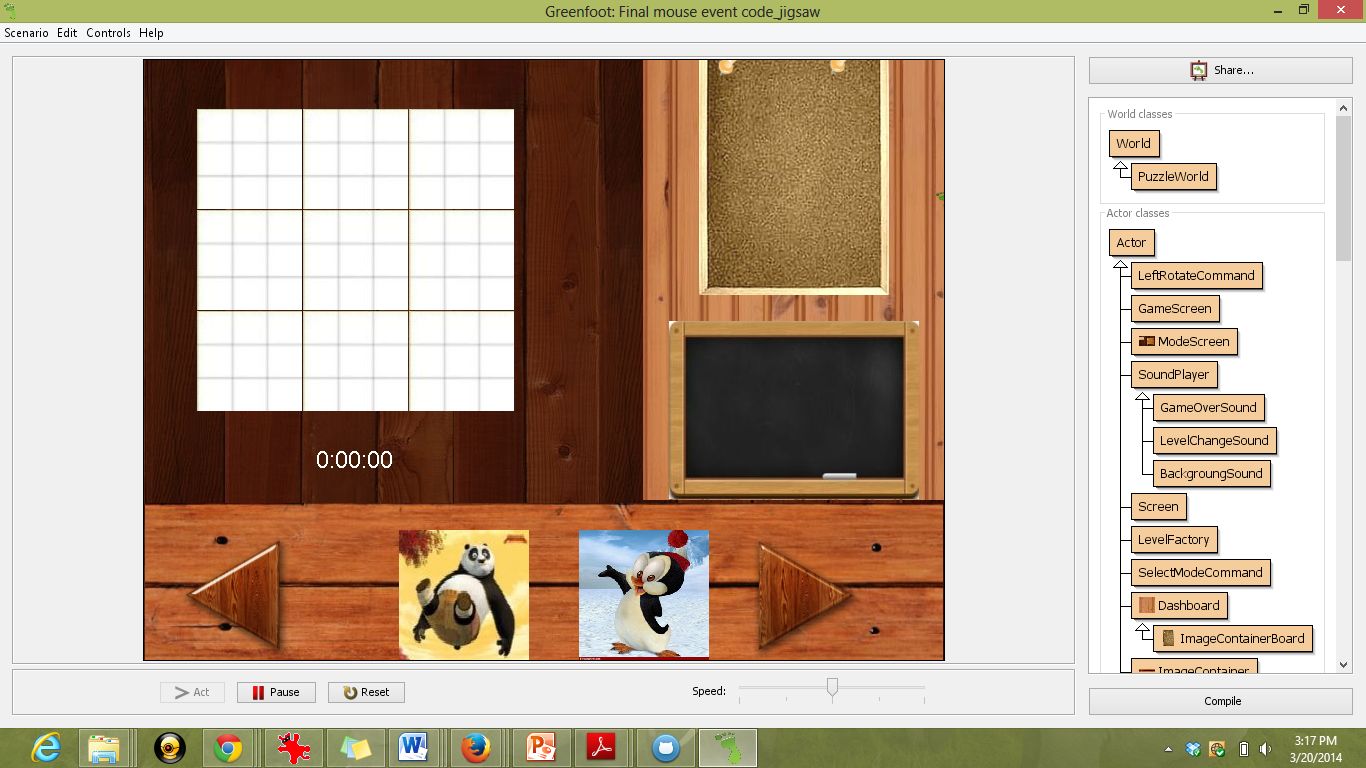 Greenfoot: Final mouse event code_jigsaw
Scenario Edit Controls Help
Share...
World classes
World
PuzzleWorld
Actor classes
Actor
LeftRotateCommand
GameScreen
ModeScreen
SoundPlayer
GameOverSound
LevelChangeSound
BackgroungSound
Screen
LevelFactory
SelectModeCommand
Dashboard
ImageContainerBoard
ImageContainer
0:00:00
Act Pause Reset Speed:
Compile
3:17 PM
3/20/2014